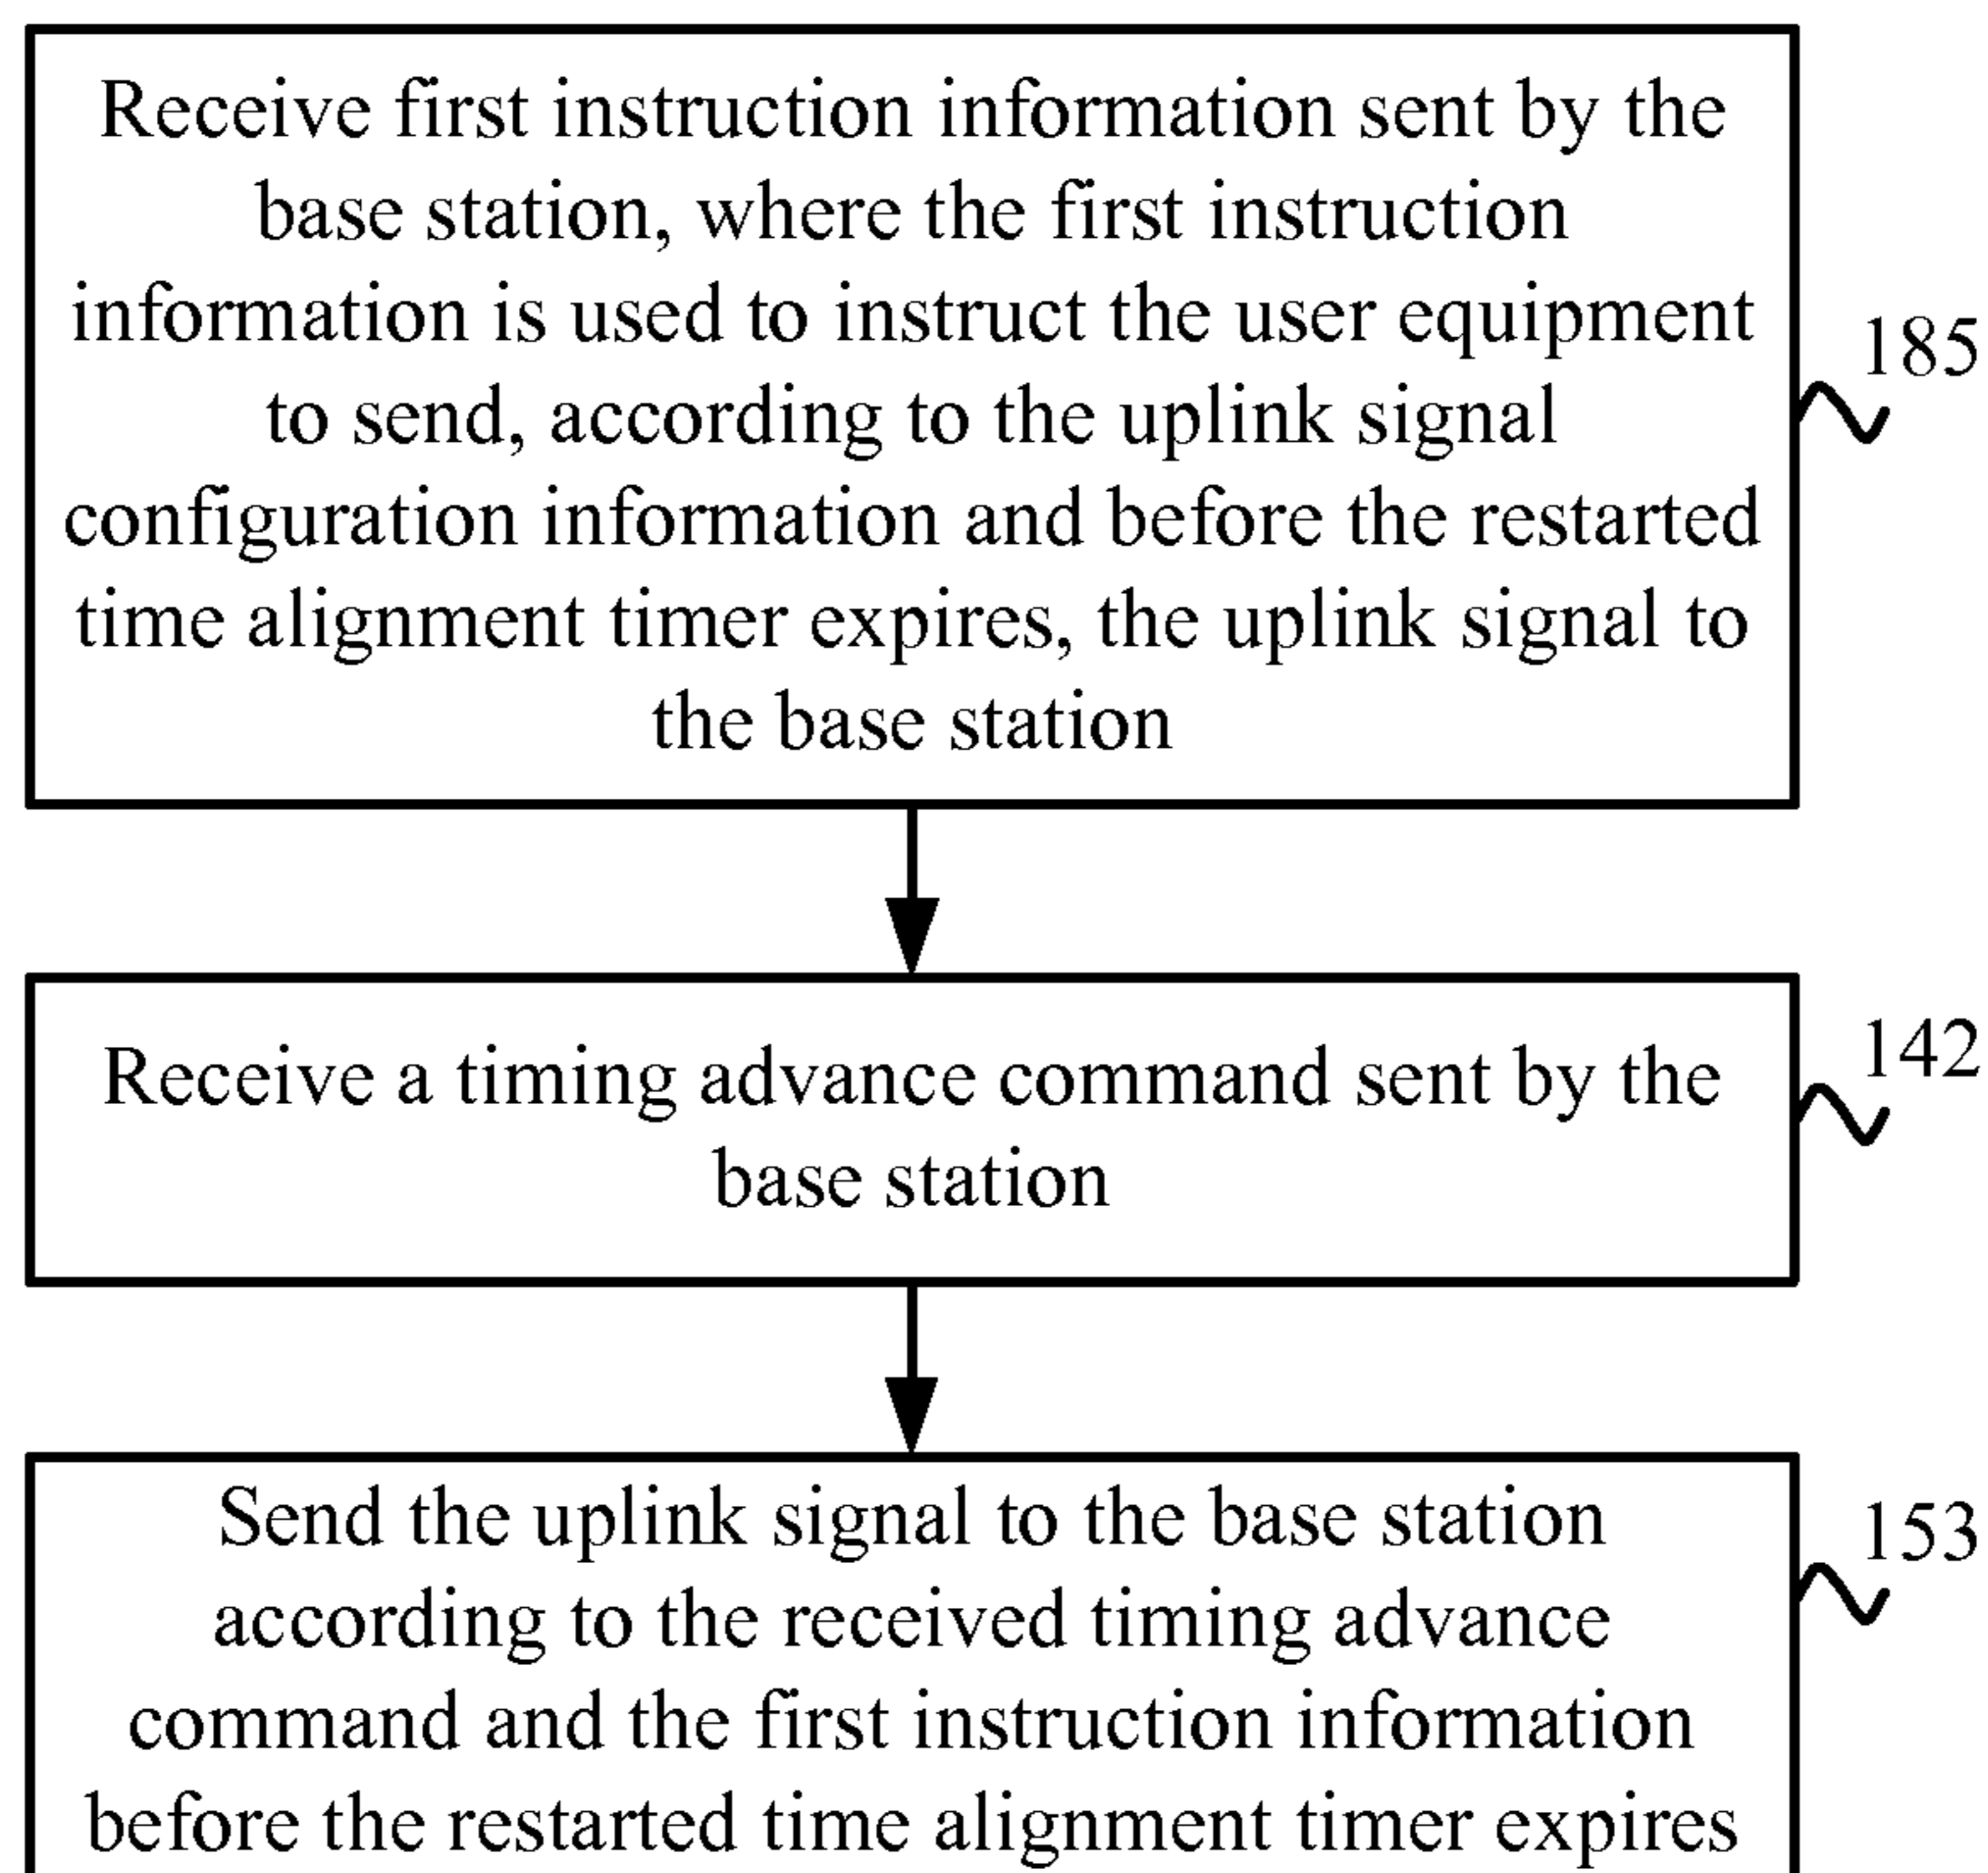 Receive first instruction information sent by the
base station, where the first instruction
information is used to instruct the user equipment
to send, according to the uplink signal
configuration information and before the restarted
time alignment timer expires, the uplink signal to
the base station
185
Receive a timing advance command sent by the
base station
142
Send the uplink signal to the base station
according to the received timing advance
command and the first instruction information
before the restarted time alignment timer expires
153